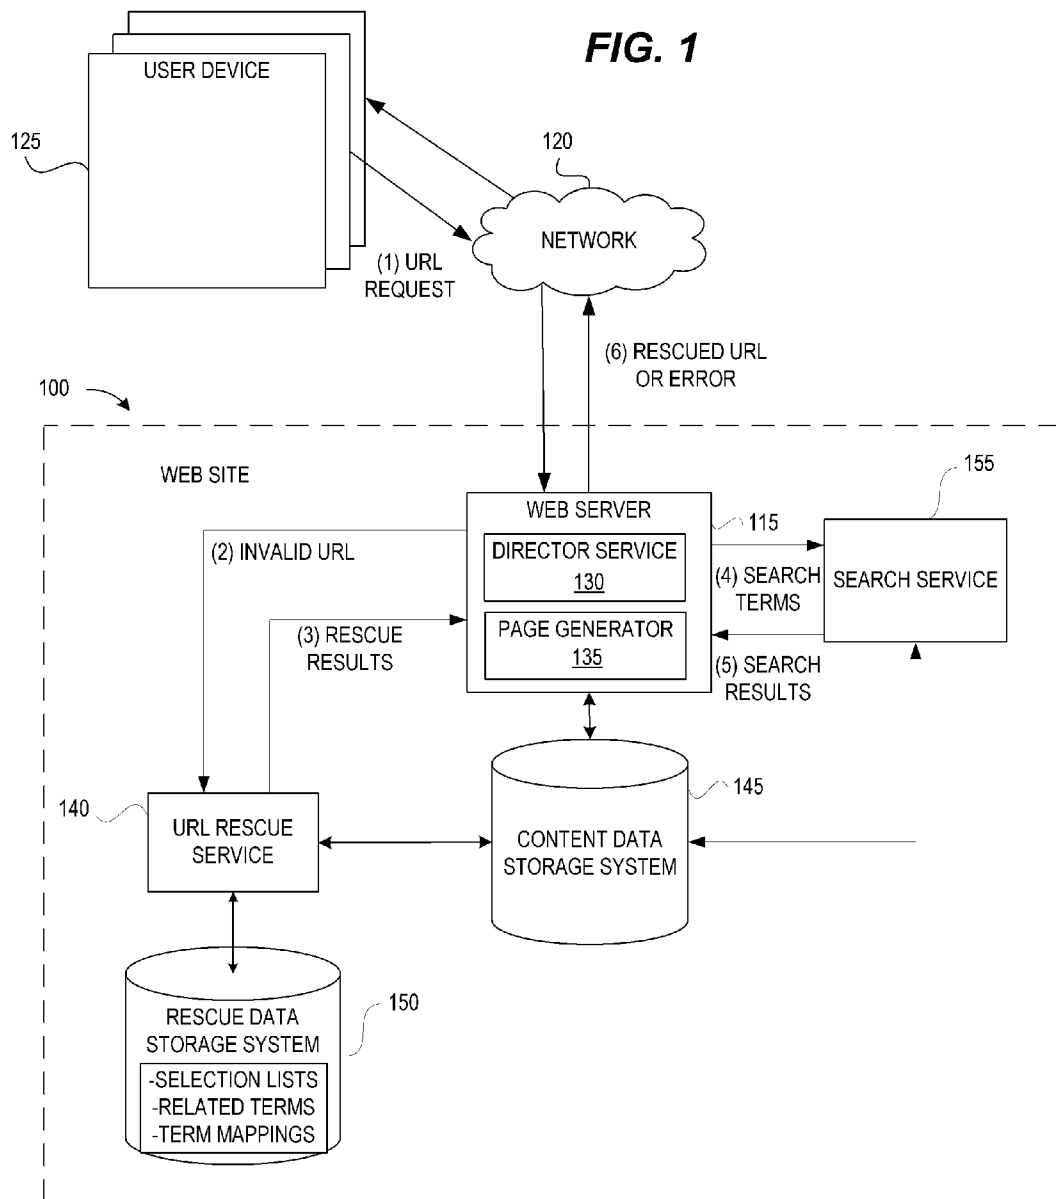 FIG. 1
USER DEVICE
125
120
NETWORK
(1) URL
REQUEST
(6) RESCUED URL
OR ERROR
100
WEB SITE
155
WEB SERVER
115
(2) INVALID URL
DIRECTOR SERVICE
130
(4) SEARCH
TERMS
SEARCH SERVICE
(3) RESCUE
RESULTS
PAGE GENERATOR
135
(5) SEARCH
RESULTS
140
URL RESCUE
SERVICE
145
CONTENT DATA
STORAGE SYSTEM
150
RESCUE DATA
STORAGE SYSTEM
-SELECTION LISTS
-RELATED TERMS
-TERM MAPPINGS